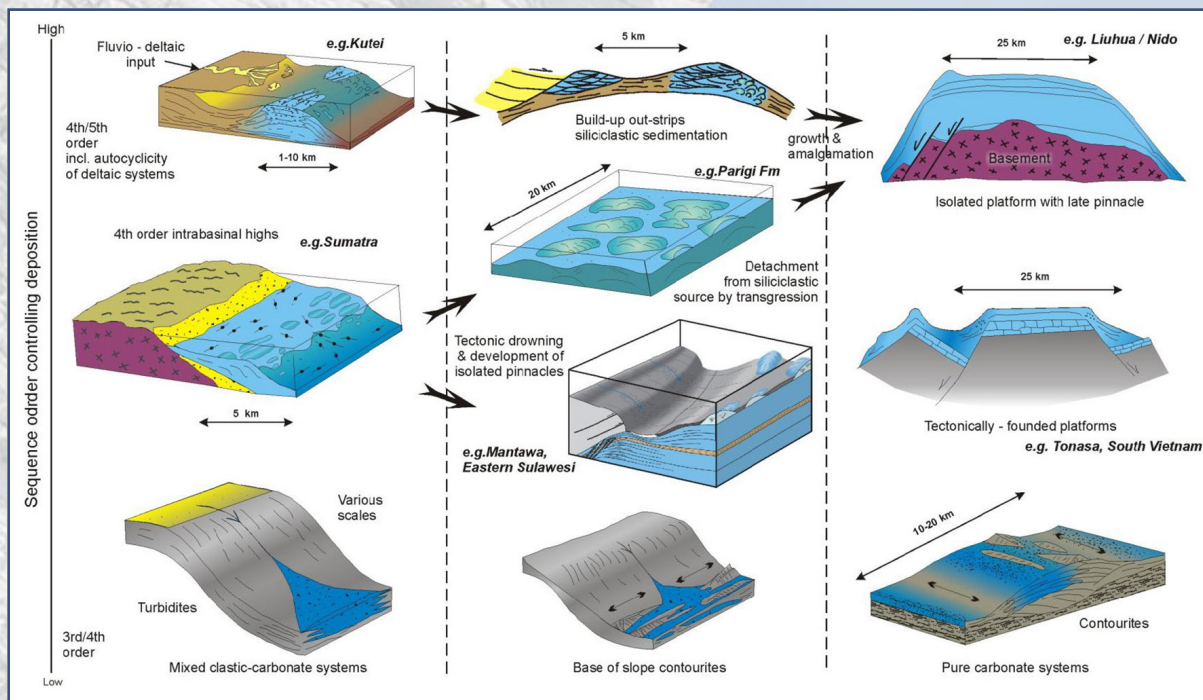 High
Sequence odrder controlling deposition
Low
4th/5th
order
incl. autocyclicity
of deltaic systems
3rd/4th
order
Fluvio - deltaic
input
e.g.Kutei
1-10 km
5 km
Build-up out-strips
siliciclastic sedimentation
growth &
amalgamation
e.g. Liuhua / Nido
25 km
Basement
Isolated platform with late pinnacle
4th order intrabasinal highs
e.g.Sumatra
5 km
e.g.Parigi Fm
20 km
Detachment
from siliciclastic
source by transgression
Tectonic drowning
& development of
isolated pinnacles
e.g.Mantawa,
Eastern Sulawesi
25 km
Tectonically - founded platforms
e.g. Tonasa, South Vietnam
Various
scales
Turbidites
Mixed clastic-carbonate systems
Base of slope contourites
10-20 km
Contourites
Pure carbonate systems